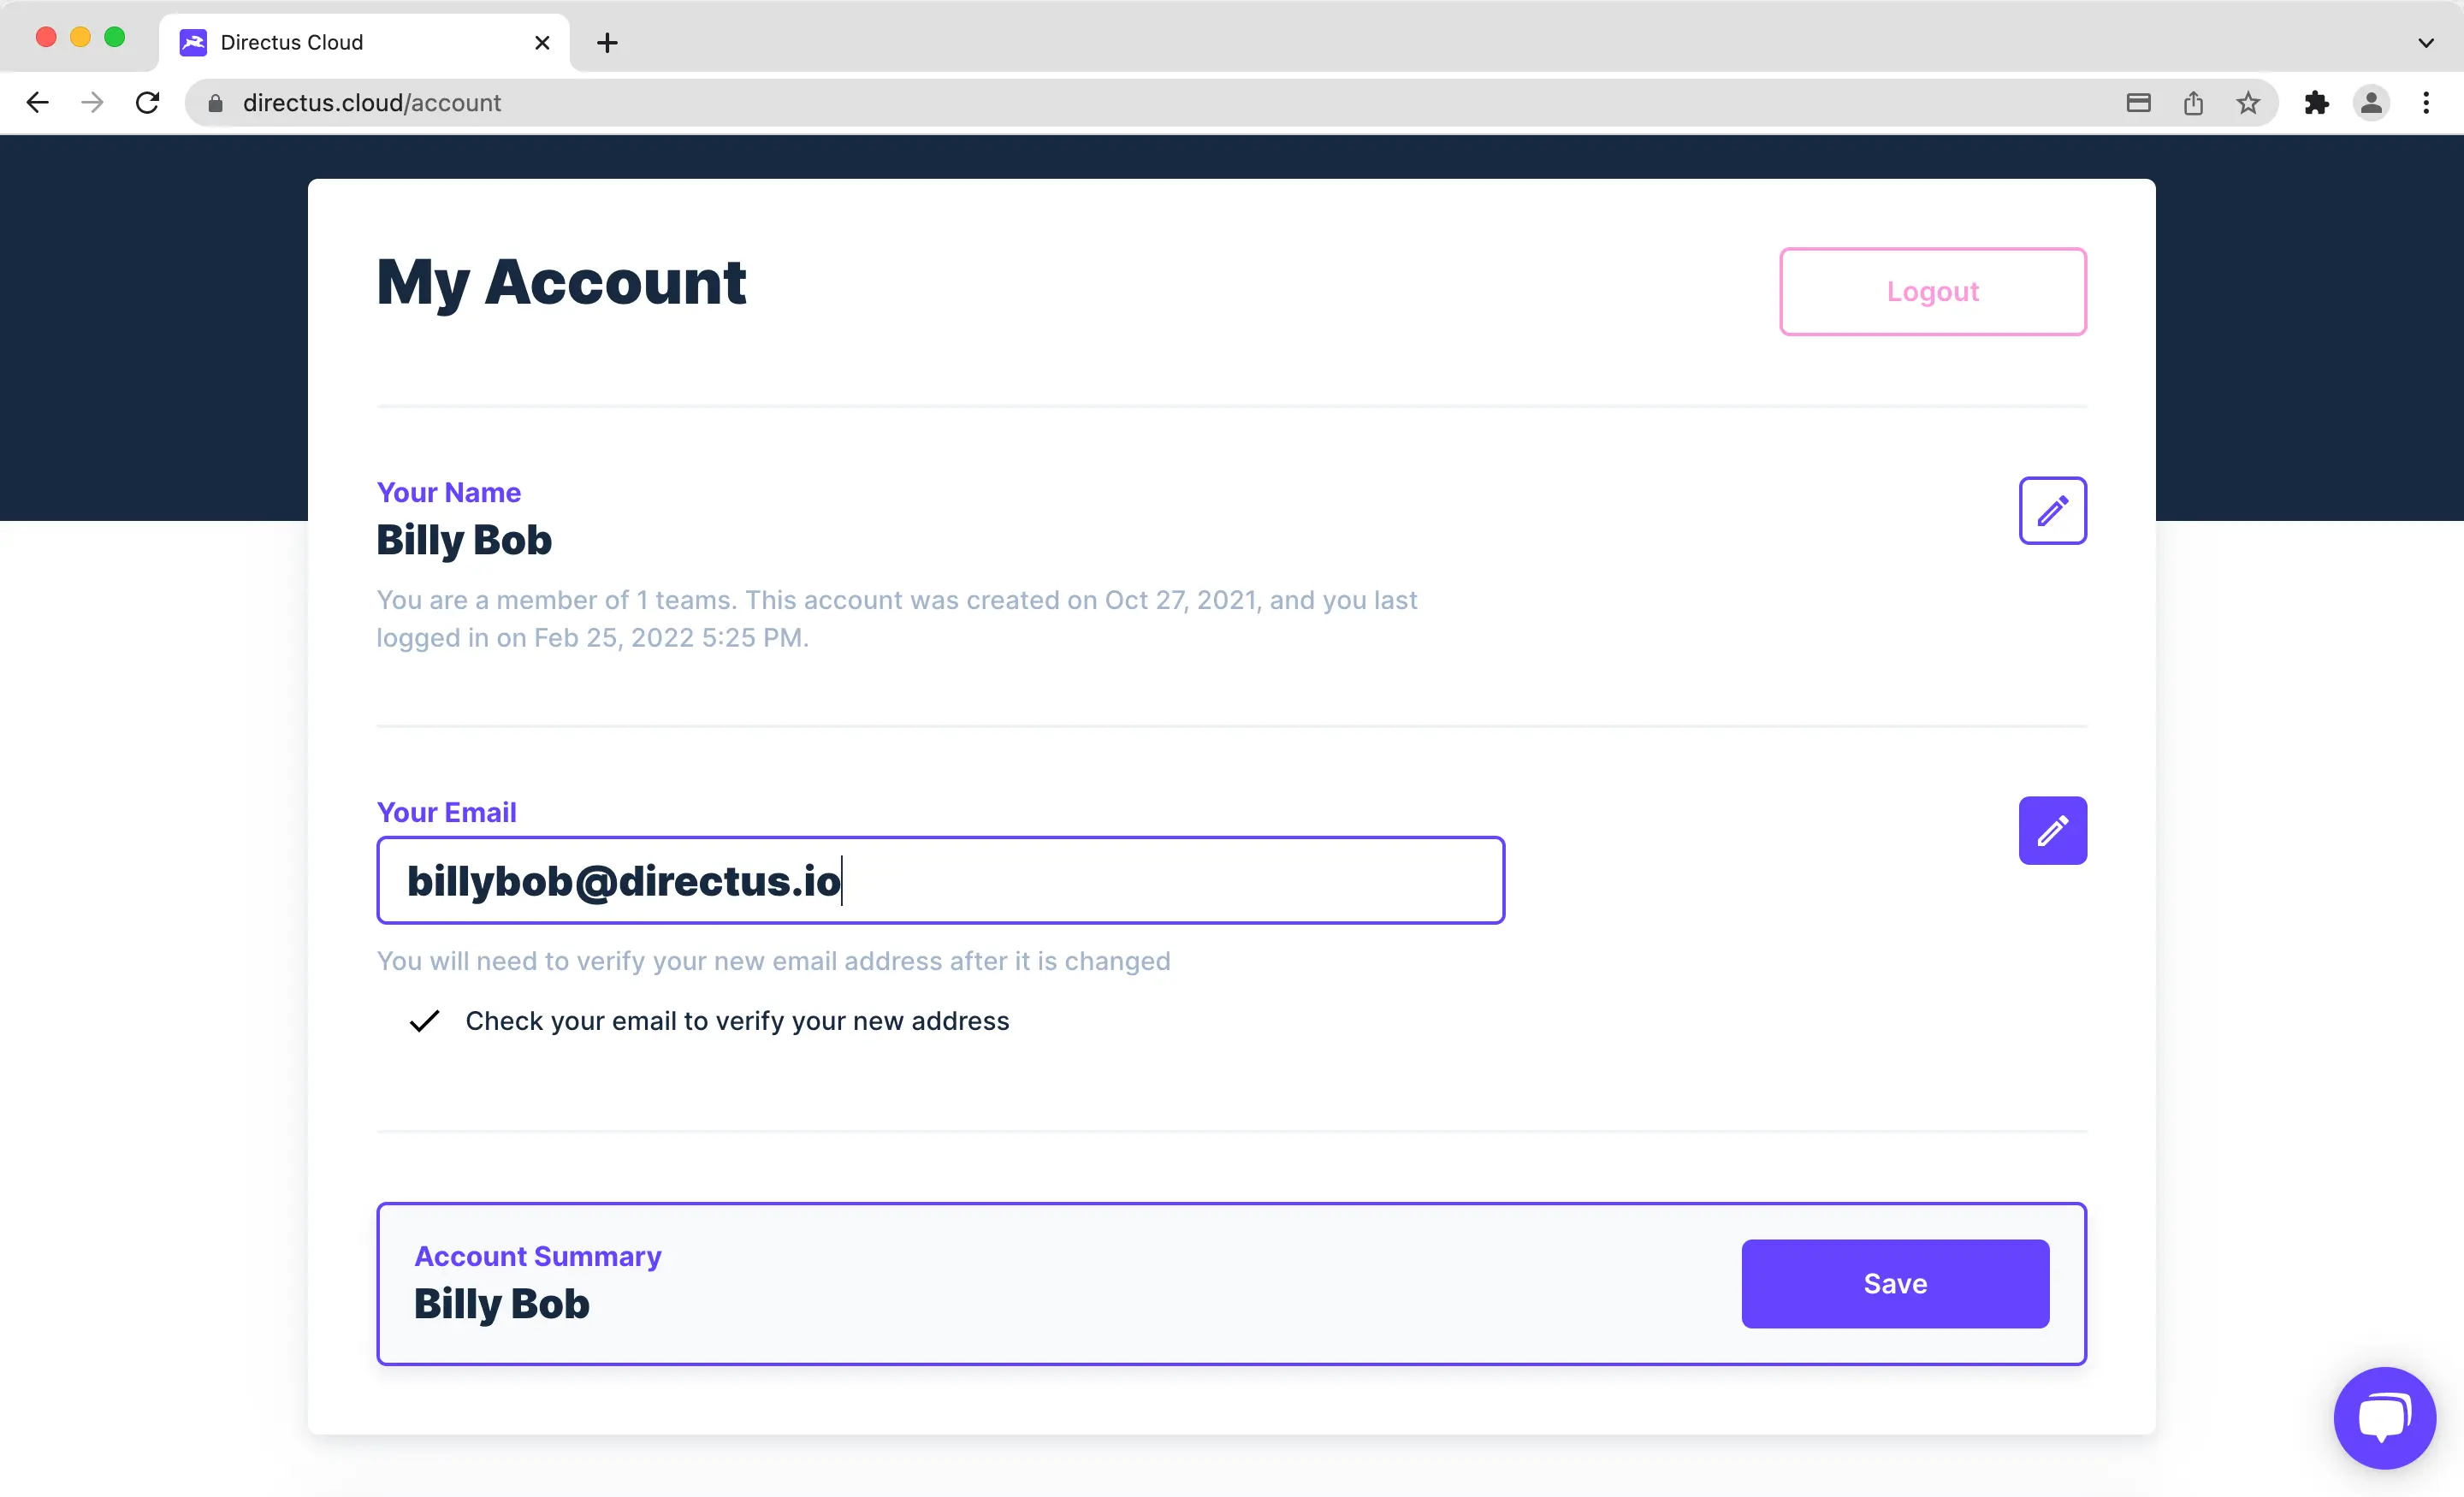 Directus Cloud
directus.cloud/account
My Account
Logout
Your Name
Billy Bob
You are a member of 1 teams. This account was created on Oct 27, 2021, and you last
logged in on Feb 25, 2022 5:25 PM.
Your Email
billybob@directus.io
You will need to verify your new email address after it is changed
Check your email to verify your new address
Account Summary
Billy Bob
Save